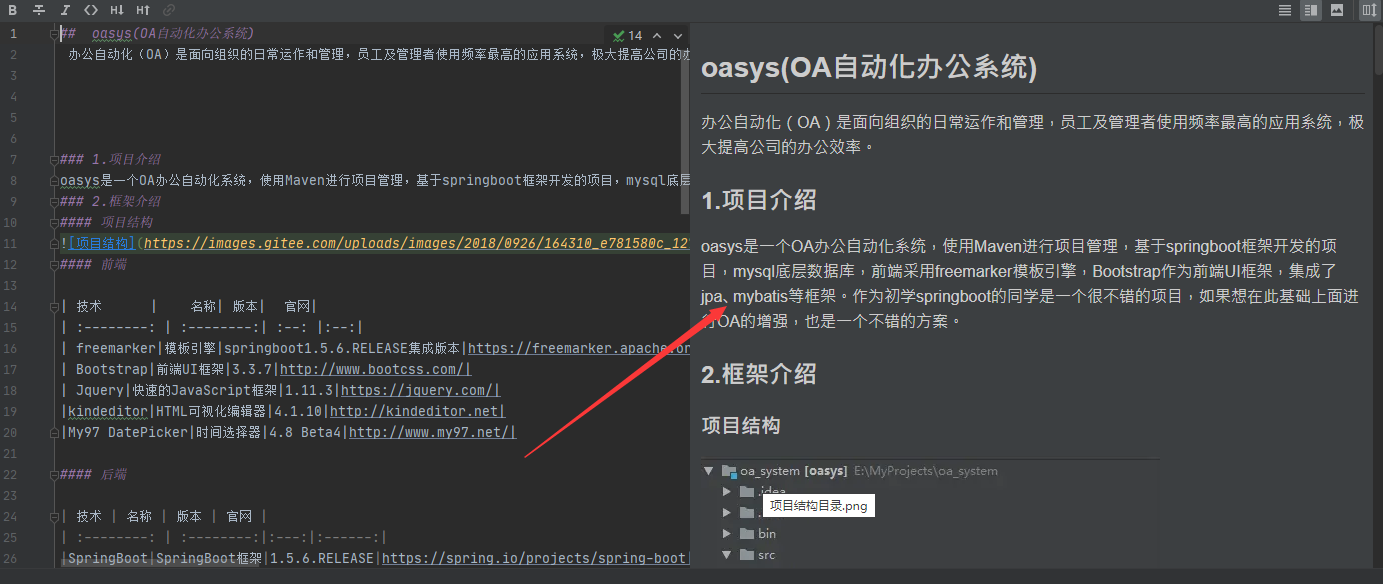 B I <> H↓ H↑
14
1 ## oasys(OA自动化办公系统)
2 办公自动化（OA）是面向组织的日常运作和管理，员工及管理者使用频率最高的应用系统，极大提高公司的
3
4
5
6
7 ### 1.项目介绍
8 oasys是一个OA办公自动化系统，使用Maven进行项目管理，基于springboot框架开发的项目，mysql底层
9 ### 2.框架介绍
10 #### 项目结构
11 ![项目结构](https://images.gitee.com/uploads/images/2018/0926/164310_e781580c_12
12 #### 前端
13
14 | 技术 | 名称| 版本| 官网|
15 | :--------: | :--------:| :--: |:--:|
16 | freemarker|模板引擎|springboot1.5.6.RELEASE集成版本|https://freemarker.apache.or
17 | Bootstrap|前端UI框架|3.3.7|http://www.bootcss.com/|
18 | Jquery|快速的JavaScript框架|1.11.3|https://jquery.com/|
19 |kindeditor|HTML可视化编辑器|4.1.10|http://kindeditor.net|
20 |My97 DatePicker|时间选择器|4.8 Beta4|http://www.my97.net/|
21
22 #### 后端
23
24 | 技术 | 名称 | 版本 | 官网 |
25 | :--------: | :--------:|:---:|:------:|
26 |SpringBoot|SpringBoot框架|1.5.6.RELEASE|https://spring.io/projects/spring-boot|
oasys(OA自动化办公系统)
办公自动化（OA）是面向组织的日常运作和管理，员工及管理者使用频率最高的应用系统，极
大提高公司的办公效率。
1.项目介绍
oasys是一个OA办公自动化系统，使用Maven进行项目管理，基于springboot框架开发的项
目，mysql底层数据库，前端采用freemarker模板引擎，Bootstrap作为前端UI框架，集成了
jpa、mybatis等框架。作为初学springboot的同学是一个很不错的项目，如果想在此基础上面进
行OA的增强，也是一个不错的方案。
2.框架介绍
项目结构
oa_system [oasys] E:\MyProjects\oa_system
.idea
项目结构目录.png
bin
src